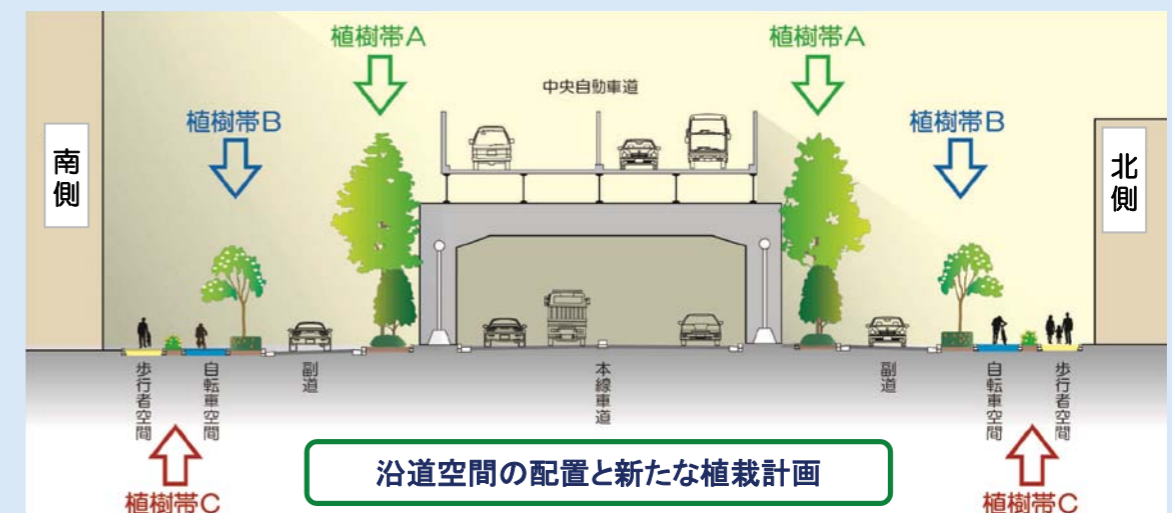 植樹帯A
植樹帯A
中央自動車道
植樹帯B
植樹帯B
南側
北側
歩行者空間
自転車空間
副道
本線車道
副道
自転車空間
歩行者空間
植樹帯C
沿道空間の配置と新たな植栽計画
植樹帯C